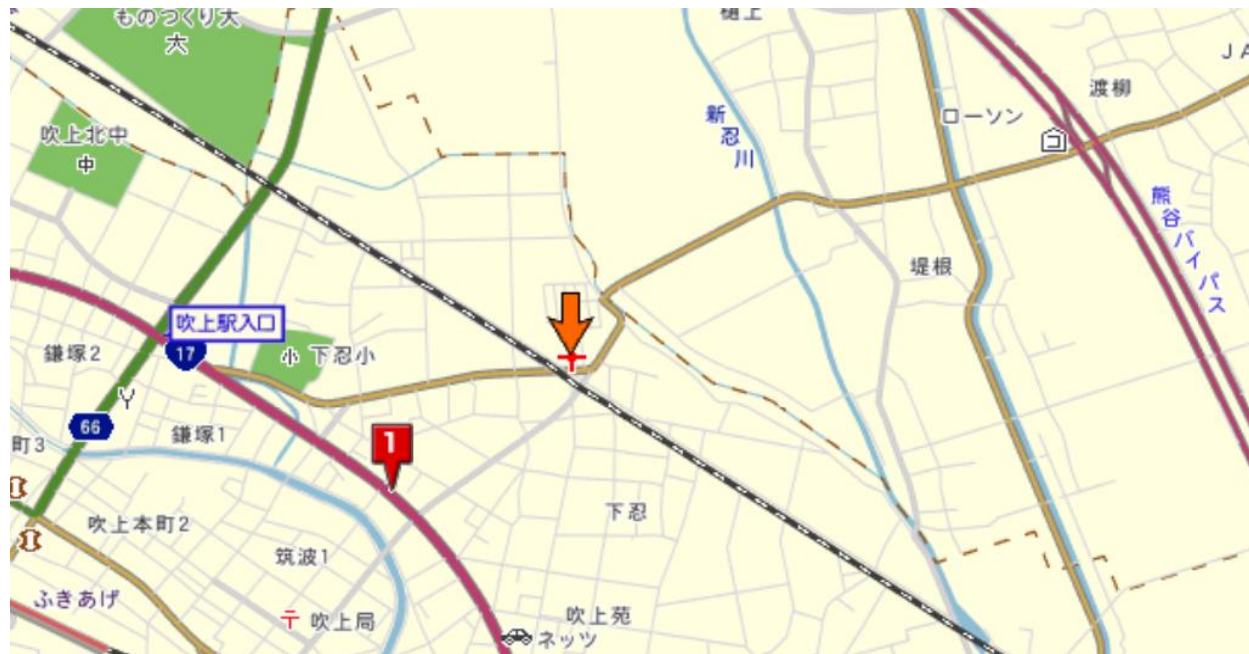 ものつくり大
大
樋上
JA
渡柳
ローソン
コ
吹上北中
中
新忍川
熊谷バイパス
堤根
吹上駅入口
17
鎌塚2
小 下忍小
66
鎌塚1
町3
1
吹上本町2
下忍
筑波1
ふきあげ
〒 吹上局
吹上苑
ネッツ